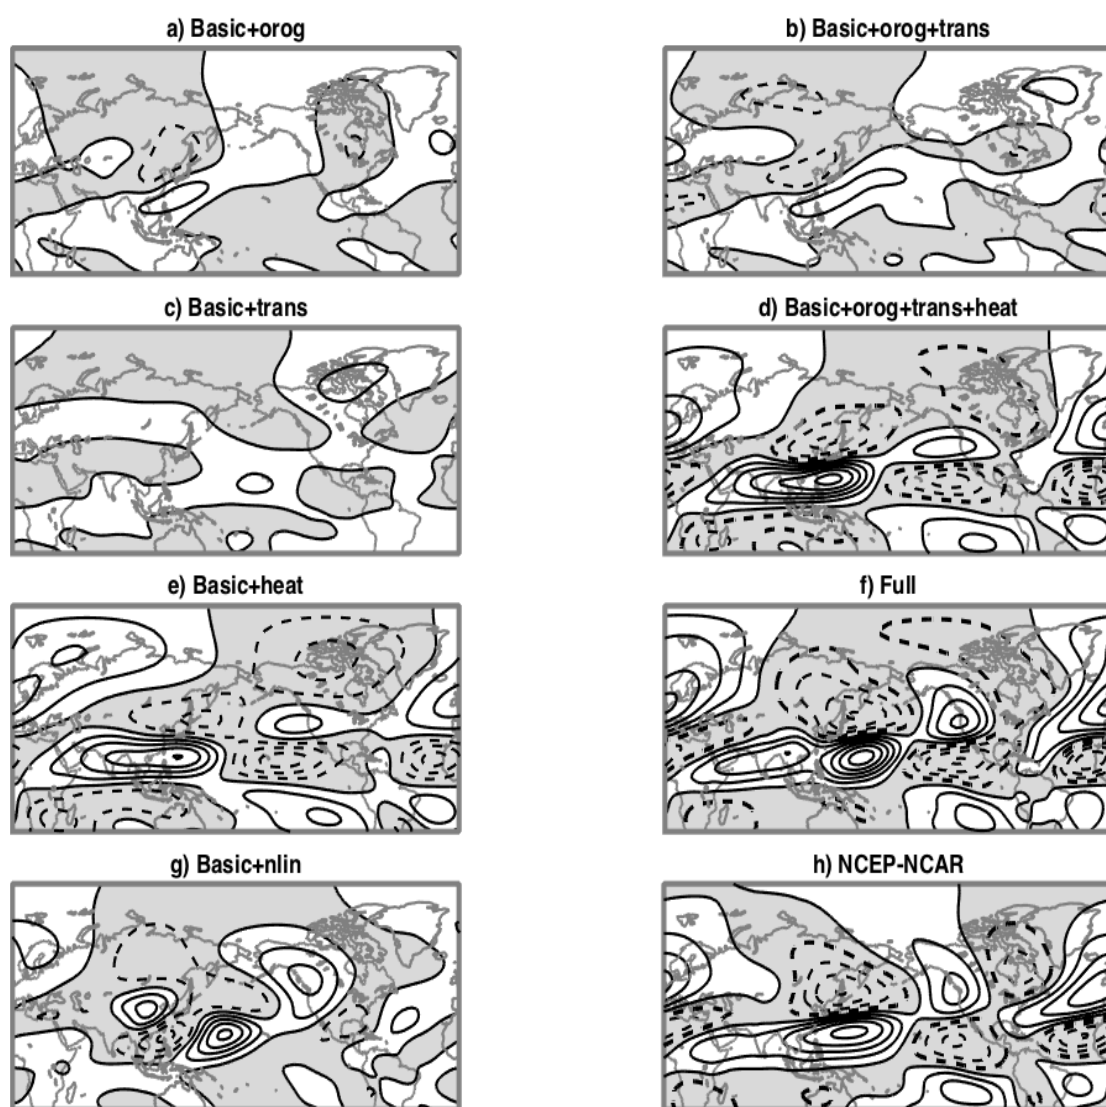 a) Basic+orog
b) Basic+orog+trans
c) Basic+trans
d) Basic+orog+trans+heat
e) Basic+heat
f) Full
g) Basic+nlin
h) NCEP-NCAR